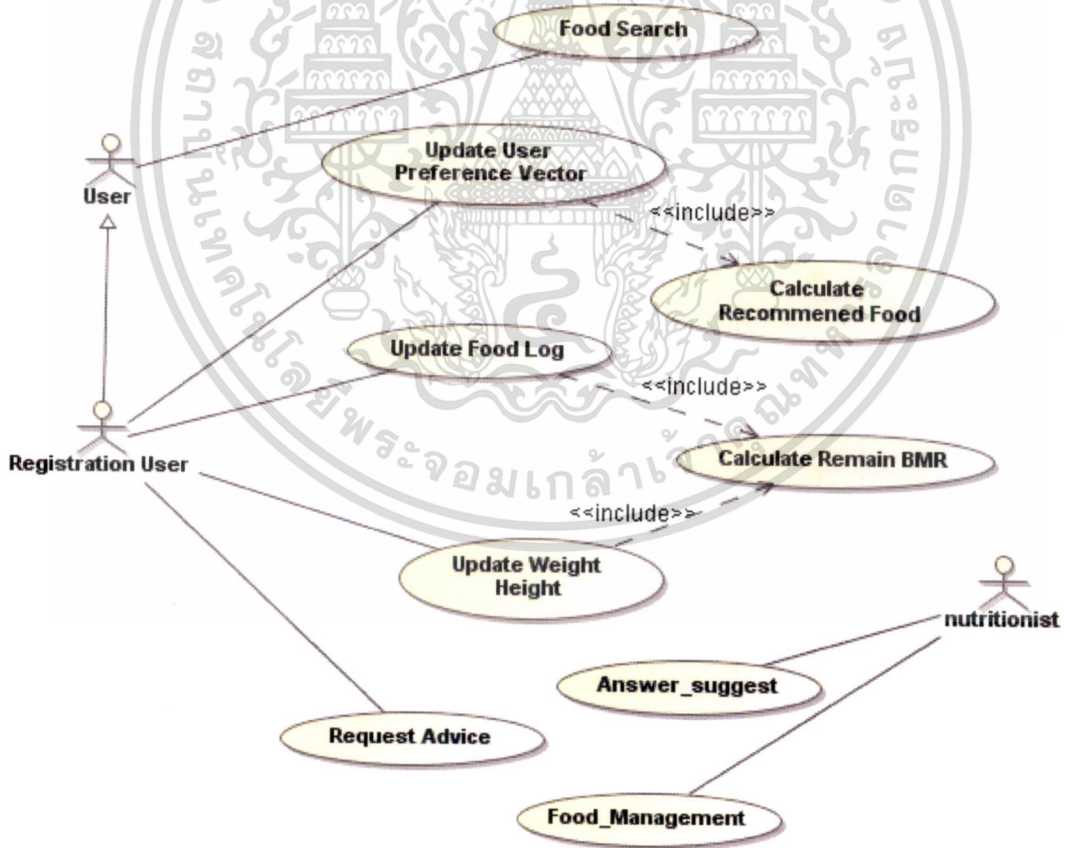 Food Search
Update User
Preference Vector
User
<<include>>
Calculate
Recommened Food
Update Food Log
<<include>>
Registration User
Calculate Remain BMR
<<include>>
Update Weight
Height
nutritionist
Answer_suggest
Request Advice
Food_Management